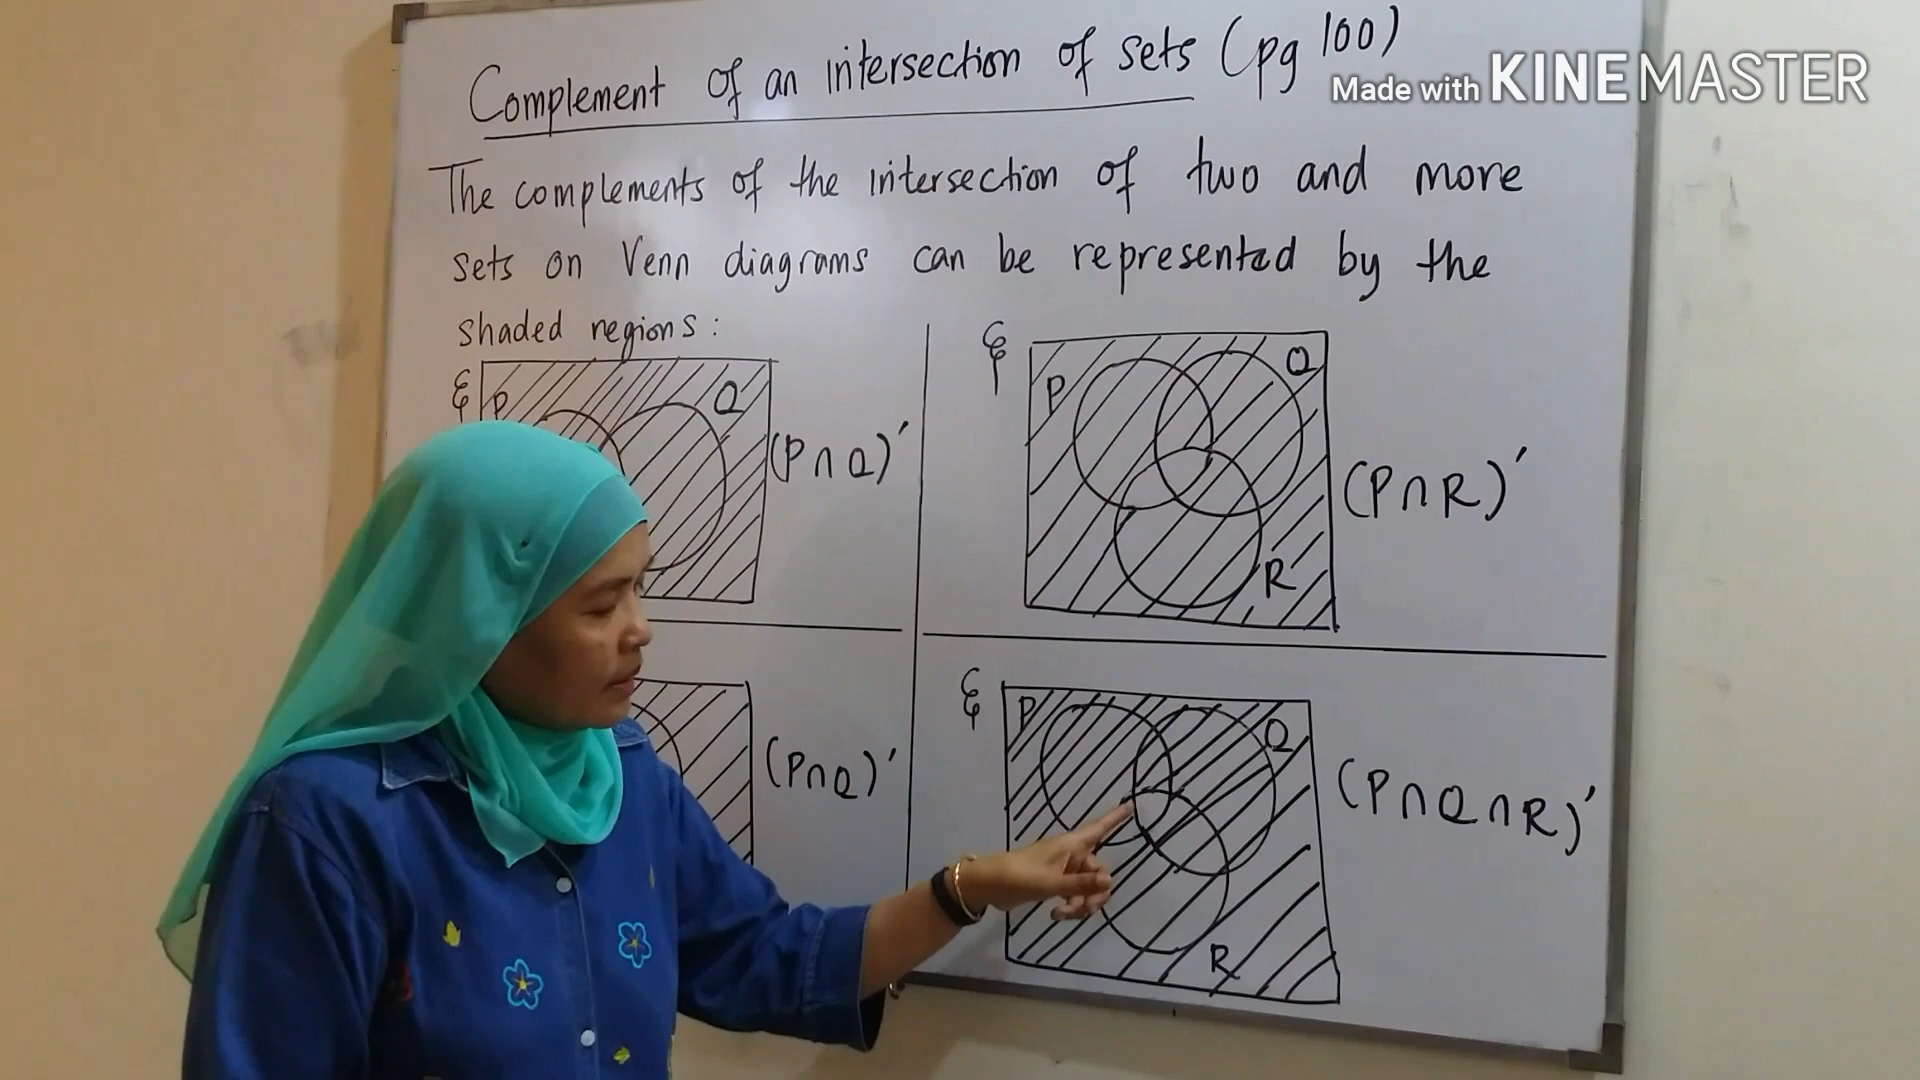 Complement of an intersection of sets (pg 100)
Made with KINEMASTER
The complements of the intersection of two and more
sets on Venn diagrams can be represented by the
shaded regions:
ξ P Q (P ∩ Q)′
ξ P Q R (P ∩ R)′
(P ∩ Q)′
ξ P Q R (P ∩ Q ∩ R)′